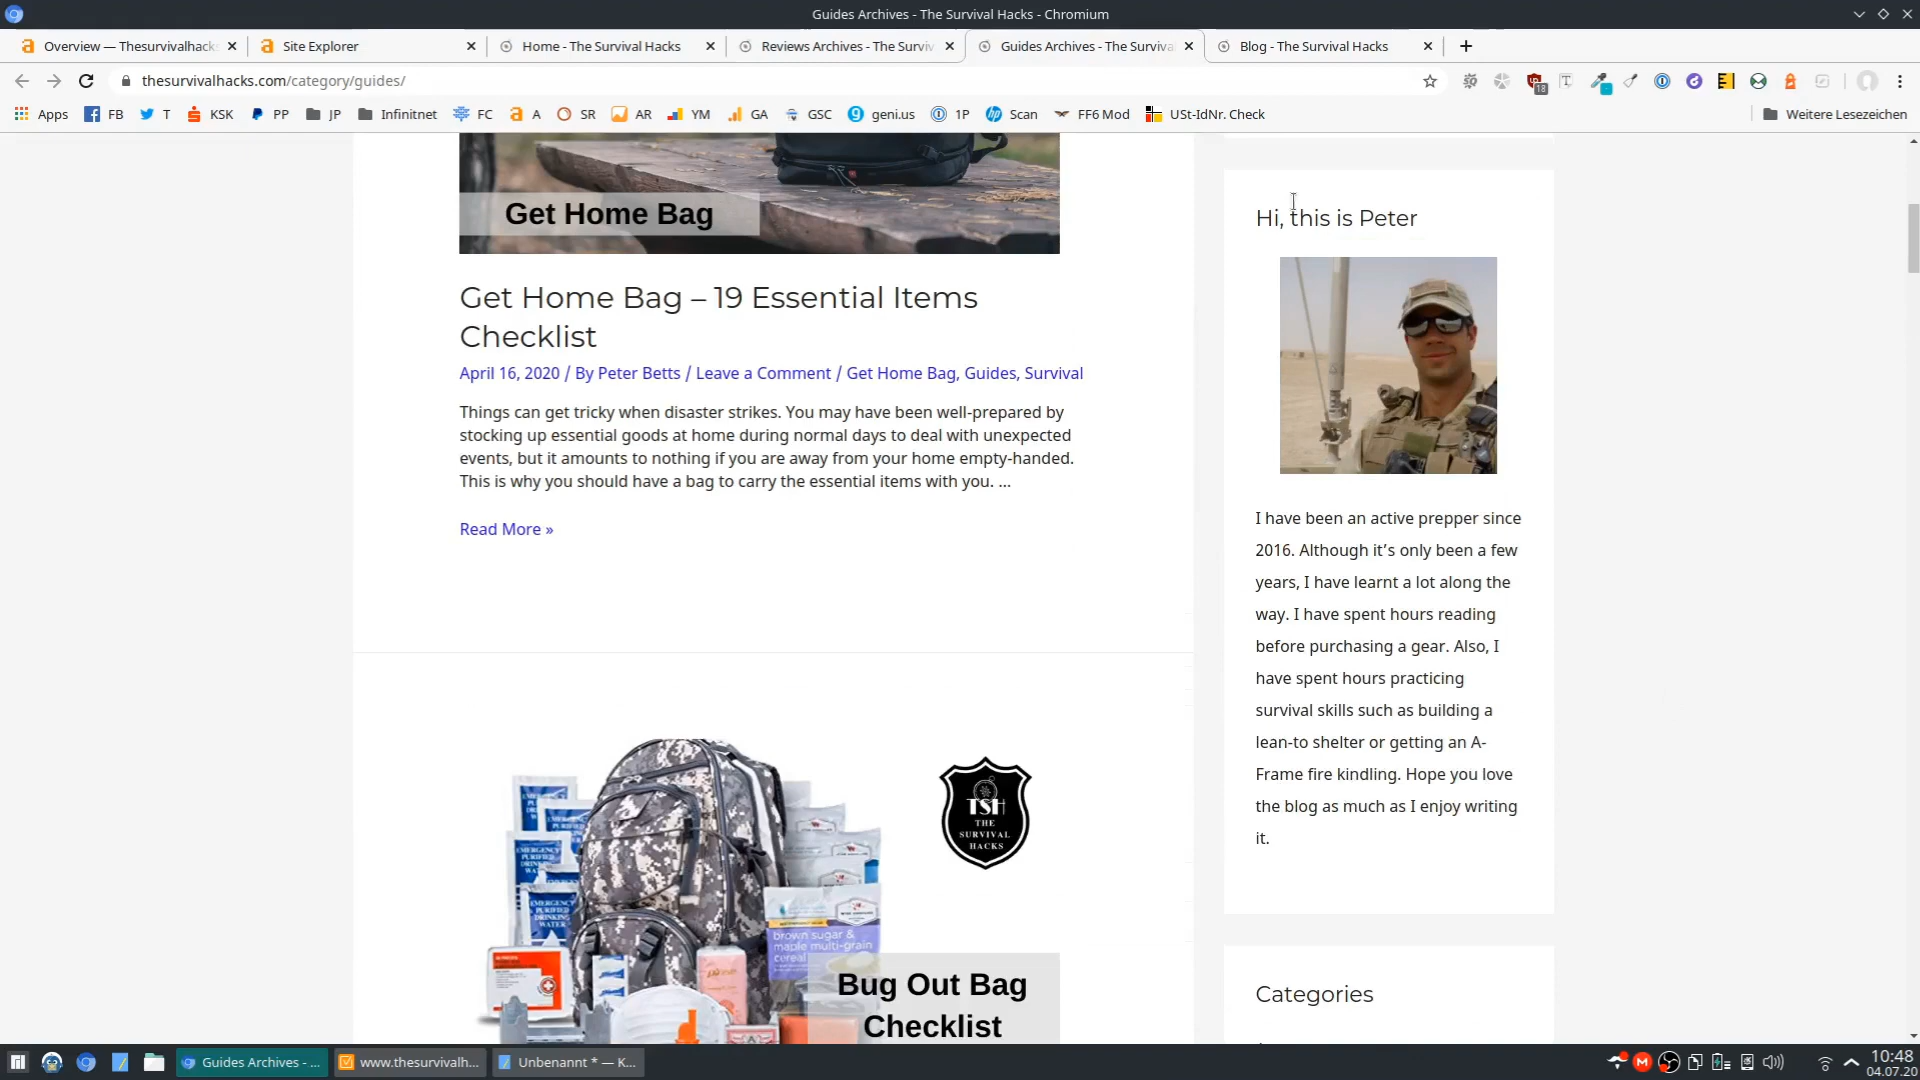 Guides Archives - The Survival Hacks - Chromium
Overview — Thesurvivalhack
Site Explorer
Home - The Survival Hacks
Reviews Archives - The Surviv
Guides Archives - The Surviva
Blog - The Survival Hacks
thesurvivalhacks.com/category/guides/
18
Apps FB T KSK PP JP Infinitnet FC A SR AR YM GA GSC geni.us 1P Scan FF6 Mod USt-IdNr. Check Weitere Lesezeichen
Get Home Bag
Get Home Bag – 19 Essential Items
Checklist
April 16, 2020 / By Peter Betts / Leave a Comment / Get Home Bag, Guides, Survival
Things can get tricky when disaster strikes. You may have been well-prepared by
stocking up essential goods at home during normal days to deal with unexpected
events, but it amounts to nothing if you are away from your home empty-handed.
This is why you should have a bag to carry the essential items with you. ...
Read More »
TSH
THE
SURVIVAL
HACKS
EMERGENCY
PURIFIED
DRINKING
WATER
brown sugar &
maple multi-grain
cereal
Bug Out Bag
Checklist
Hi, this is Peter
I have been an active prepper since
2016. Although it's only been a few
years, I have learnt a lot along the
way. I have spent hours reading
before purchasing a gear. Also, I
have spent hours practicing
survival skills such as building a
lean-to shelter or getting an A-
Frame fire kindling. Hope you love
the blog as much as I enjoy writing
it.
Categories
Guides Archives - ...
www.thesurvivalh...
Unbenannt * — K...
10:48
04.07.20